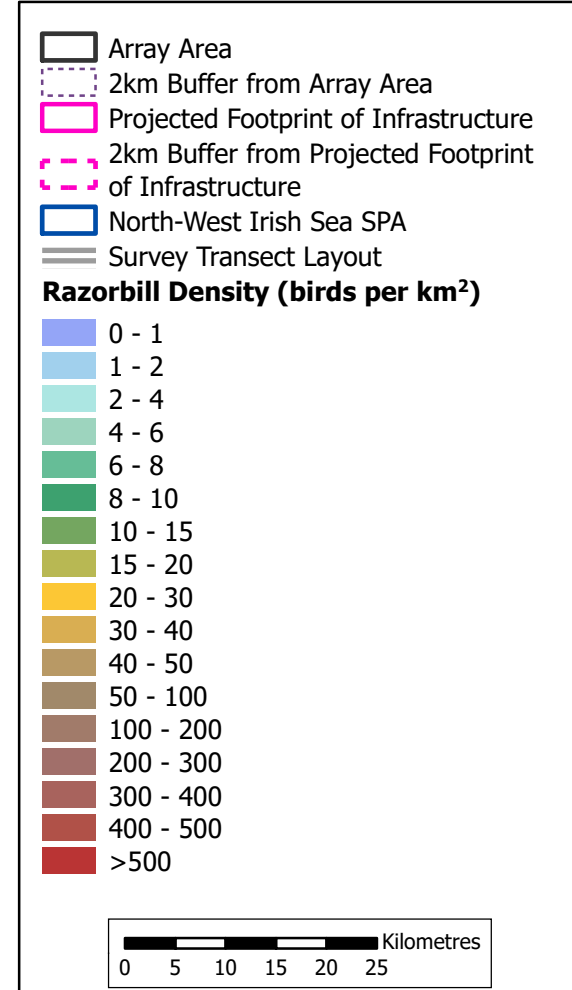 Array Area
2km Buffer from Array Area
Projected Footprint of Infrastructure
2km Buffer from Projected Footprint
of Infrastructure
North-West Irish Sea SPA
Survey Transect Layout
Razorbill Density (birds per km²)
0 - 1
1 - 2
2 - 4
4 - 6
6 - 8
8 - 10
10 - 15
15 - 20
20 - 30
30 - 40
40 - 50
50 - 100
100 - 200
200 - 300
300 - 400
400 - 500
>500
Kilometres
0 5 10 15 20 25